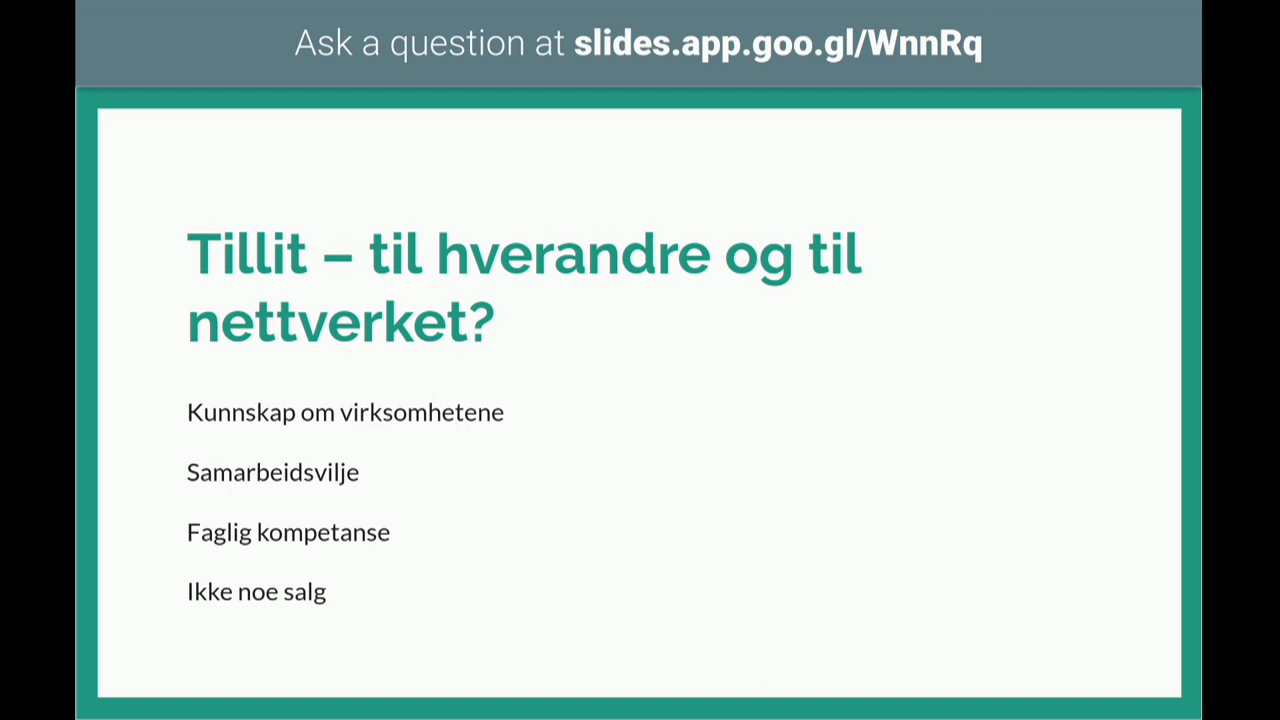 Ask a question at slides.app.goo.gl/WnnRq
Tillit – til hverandre og til
nettverket?
Kunnskap om virksomhetene
Samarbeidsvilje
Faglig kompetanse
Ikke noe salg